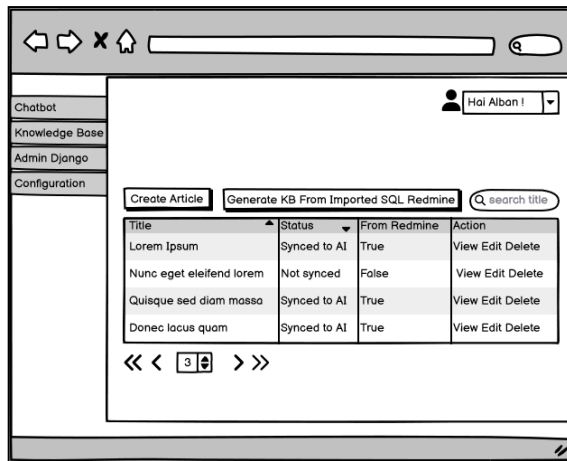 Hai Alban !
Chatbot
Knowledge Base
Admin Django
Configuration
Create Article
Generate KB From Imported SQL Redmine
search title
Title Status From Redmine Action
Lorem Ipsum Synced to AI True View Edit Delete
Nunc eget eleifend lorem Not synced False View Edit Delete
Quisque sed diam massa Synced to AI True View Edit Delete
Donec lacus quam Synced to AI True View Edit Delete
3